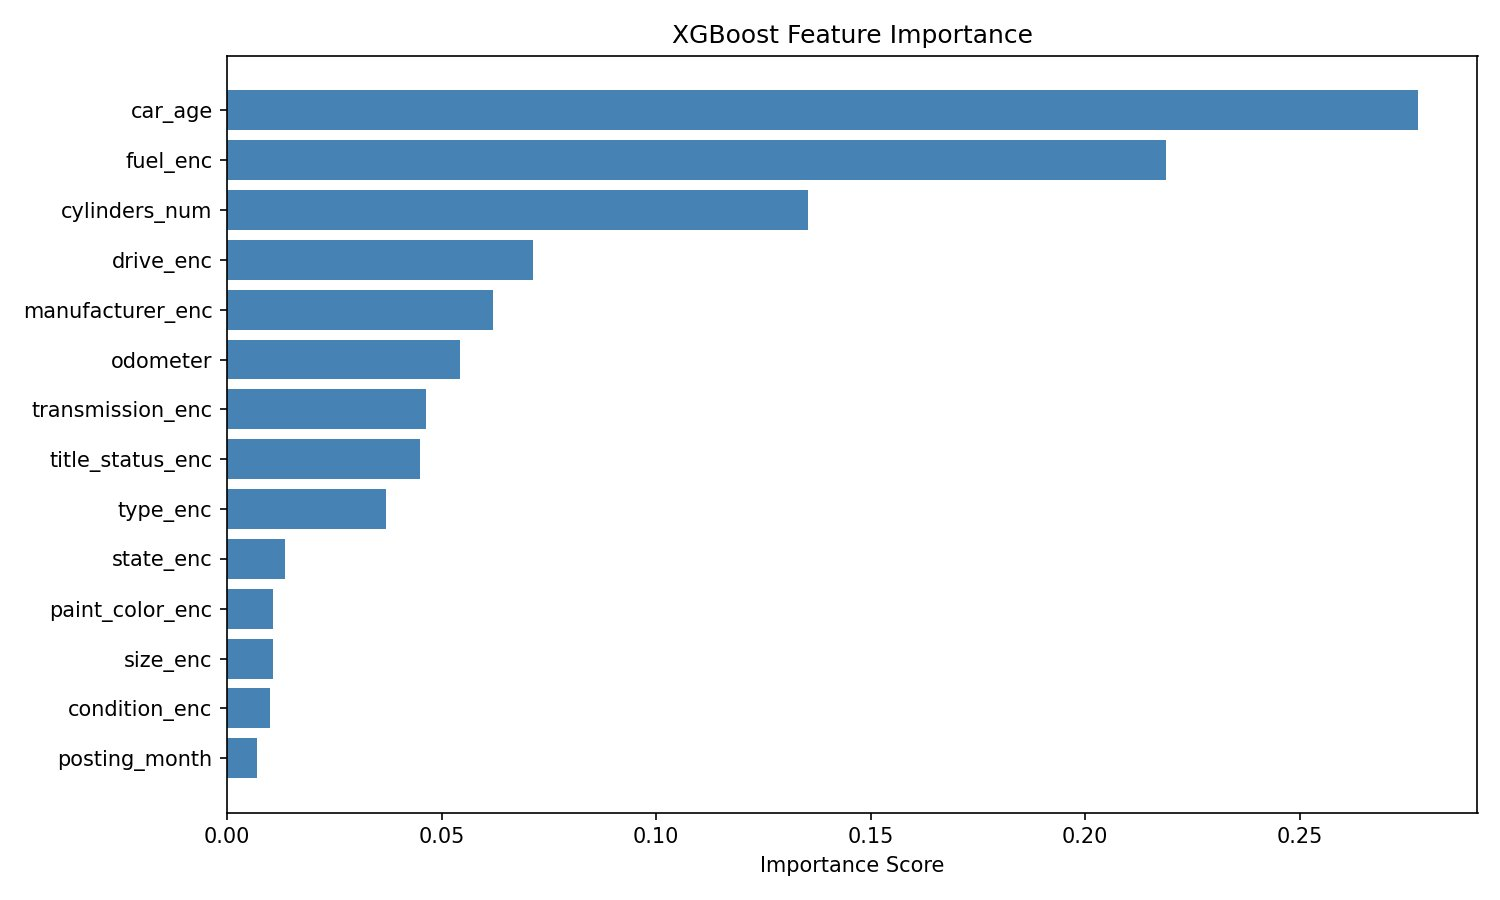 XGBoost Feature Importance
car_age
fuel_enc
cylinders_num
drive_enc
manufacturer_enc
odometer
transmission_enc
title_status_enc
type_enc
state_enc
paint_color_enc
size_enc
condition_enc
posting_month
0.00 0.05 0.10 0.15 0.20 0.25
Importance Score